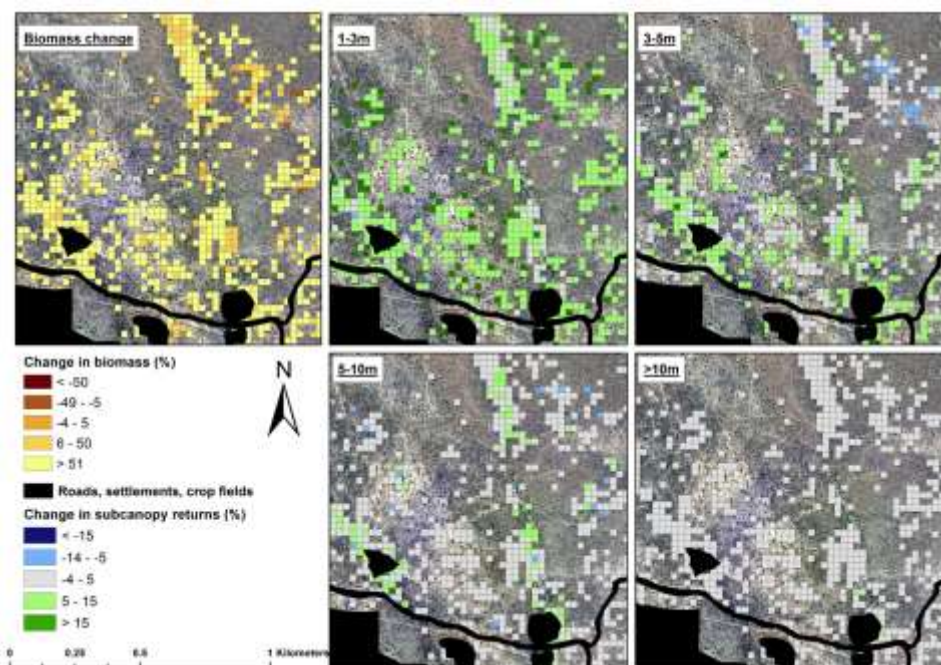 Biomass change
1-3m
3-5m
Change in biomass (%)
< -50
-49 - -5
-4 - 5
6 - 50
> 51
Roads, settlements, crop fields
Change in subcanopy returns (%)
< -15
-14 - -5
-4 - 5
5 - 15
> 15
N
5-10m
>10m
0 0.25 0.5 1 Kilometers